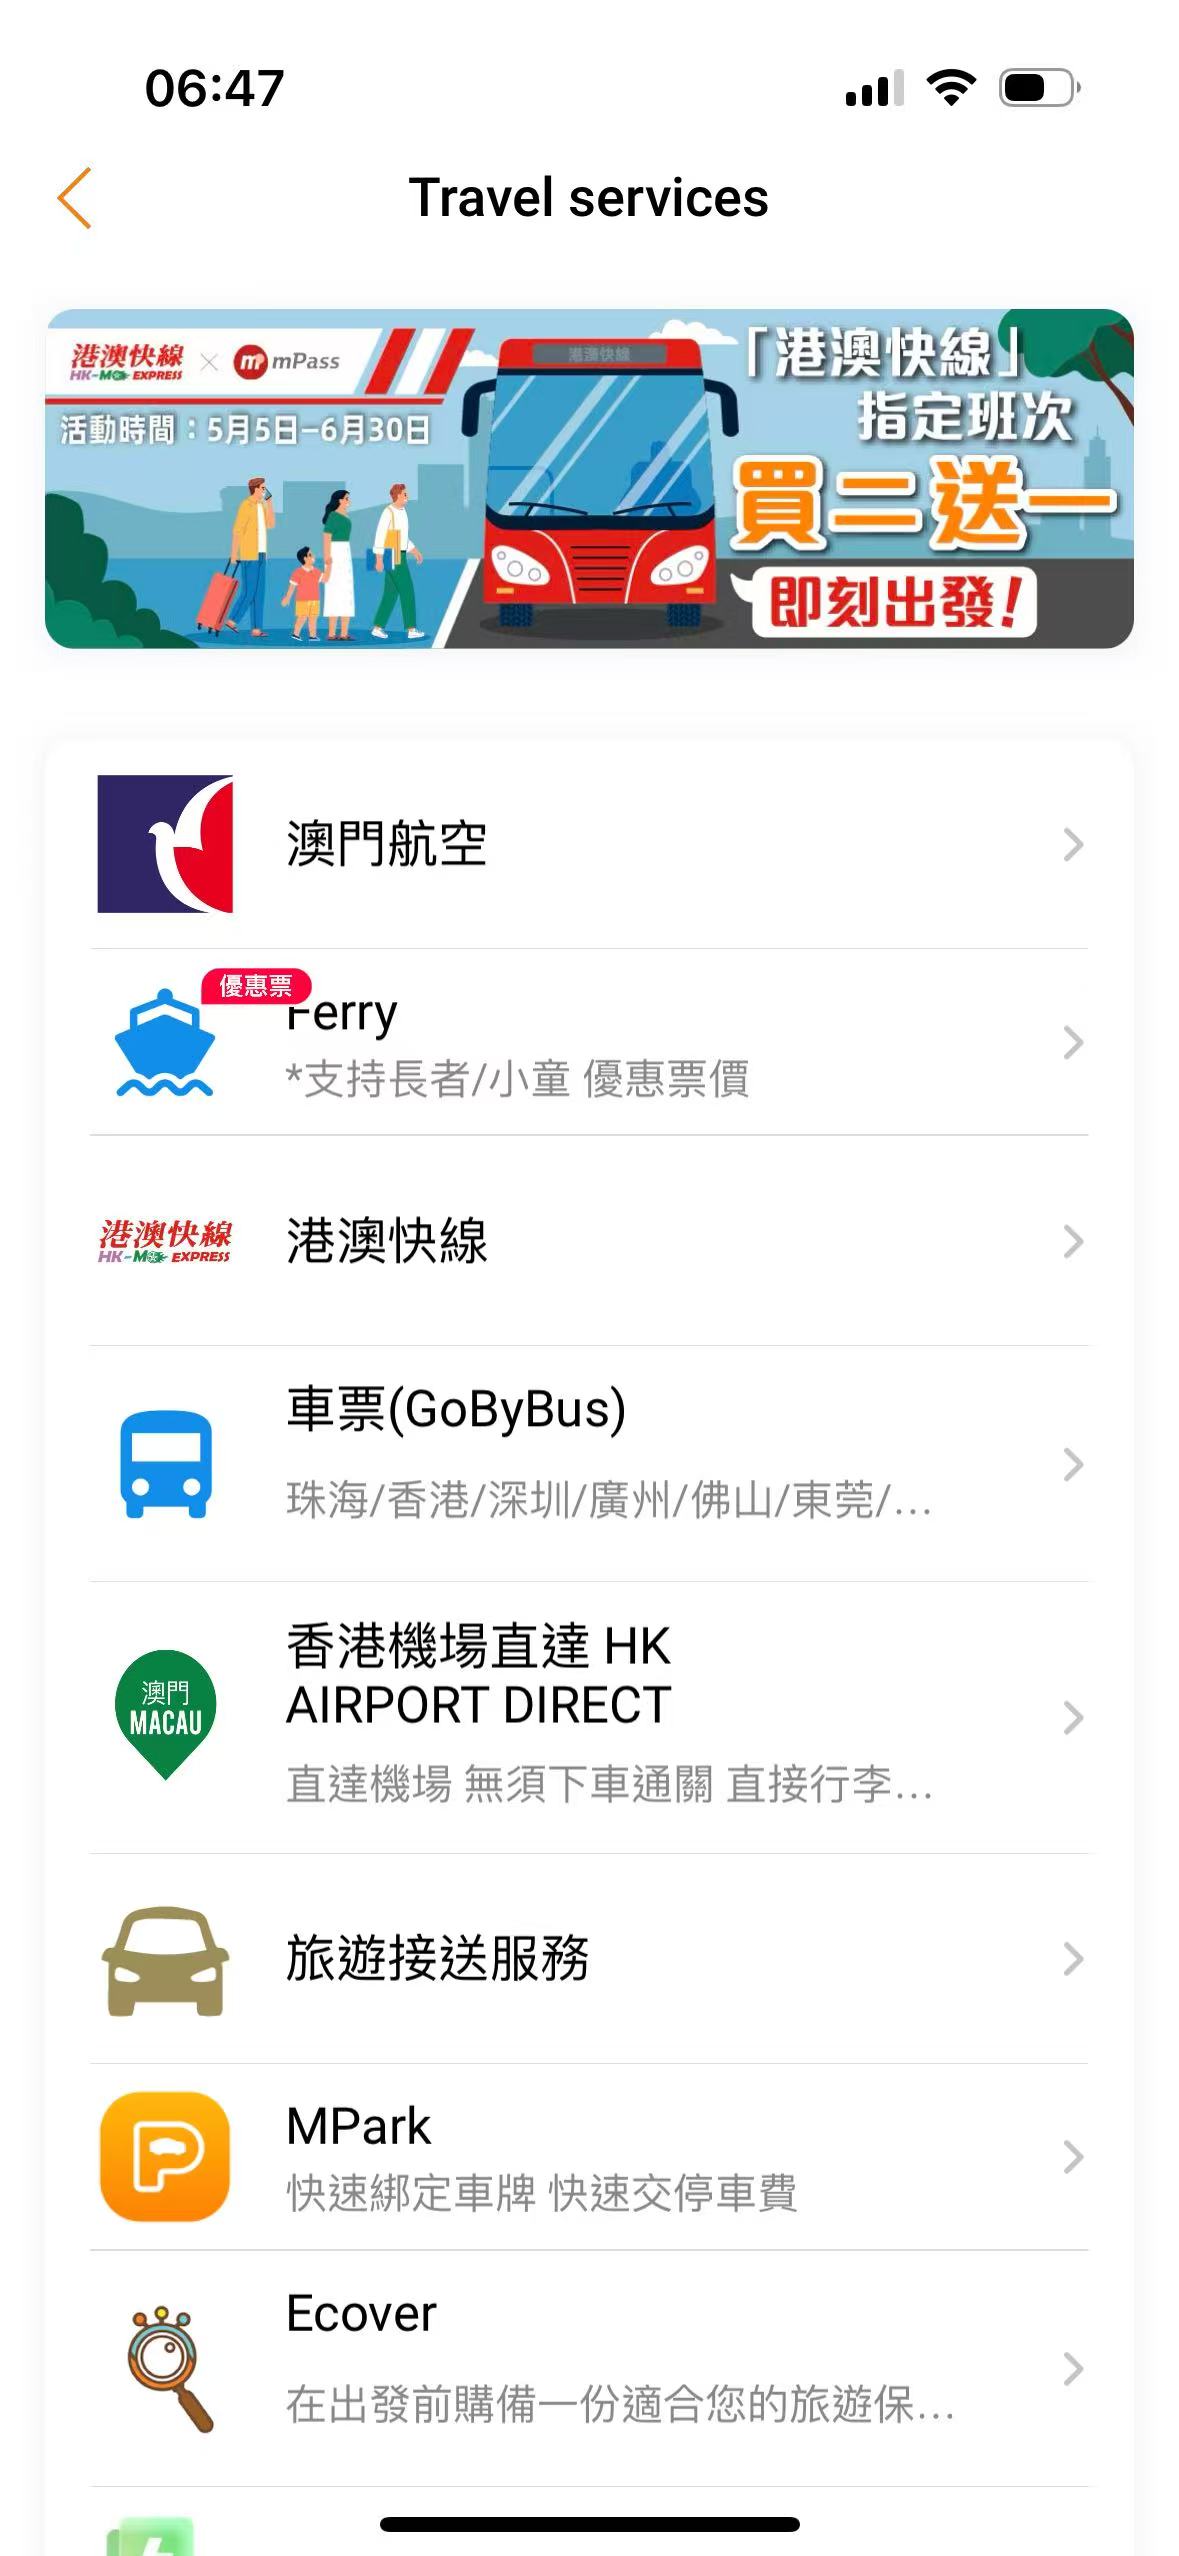 06:47
Travel services
港澳快線
HK-MO EXPRESS
mPass
活動時間：5月5日-6月30日
港澳快線
「港澳快線」
指定班次
買二送一
即刻出發！
澳門航空
優惠票
Ferry
*支持長者/小童 優惠票價
港澳快線
HK-MO EXPRESS
港澳快線
車票(GoByBus)
珠海/香港/深圳/廣州/佛山/東莞/...
澳門
MACAU
香港機場直達 HK
AIRPORT DIRECT
直達機場 無須下車通關 直接行李...
旅遊接送服務
MPark
快速綁定車牌 快速交停車費
Ecover
在出發前購備一份適合您的旅遊保...